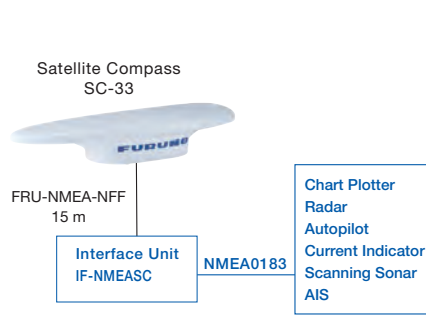 Satellite Compass
SC-33
FURUNO
FRU-NMEA-NFF
15 m
Interface Unit
IF-NMEASC
NMEA0183
Chart Plotter
Radar
Autopilot
Current Indicator
Scanning Sonar
AIS